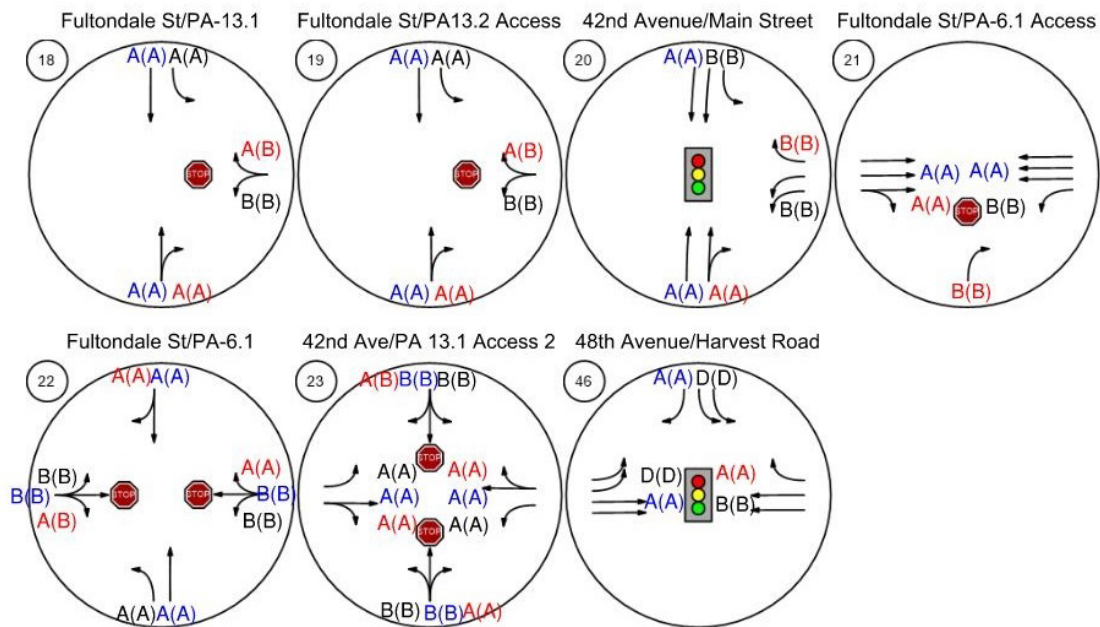 Fultondale St/PA-13.1
18
A(A) A(A)
STOP
A(B)
B(B)
A(A) A(A)
Fultondale St/PA13.2 Access
19
A(A) A(A)
STOP
A(B)
B(B)
A(A) A(A)
42nd Avenue/Main Street
20
A(A) B(B)
B(B)
B(B)
A(A) A(A)
Fultondale St/PA-6.1 Access
21
A(A) A(A)
A(A) STOP B(B)
B(B)
Fultondale St/PA-6.1
22
A(A) A(A)
B(B)
B(B)
A(B)
STOP STOP
A(A)
B(B)
B(B)
A(A) A(A)
42nd Ave/PA 13.1 Access 2
23
A(B) B(B) B(B)
STOP
A(A) A(A)
A(A) A(A)
A(A) STOP A(A)
B(B) B(B) A(A)
48th Avenue/Harvest Road
46
A(A) D(D)
D(D) A(A)
A(A) B(B)